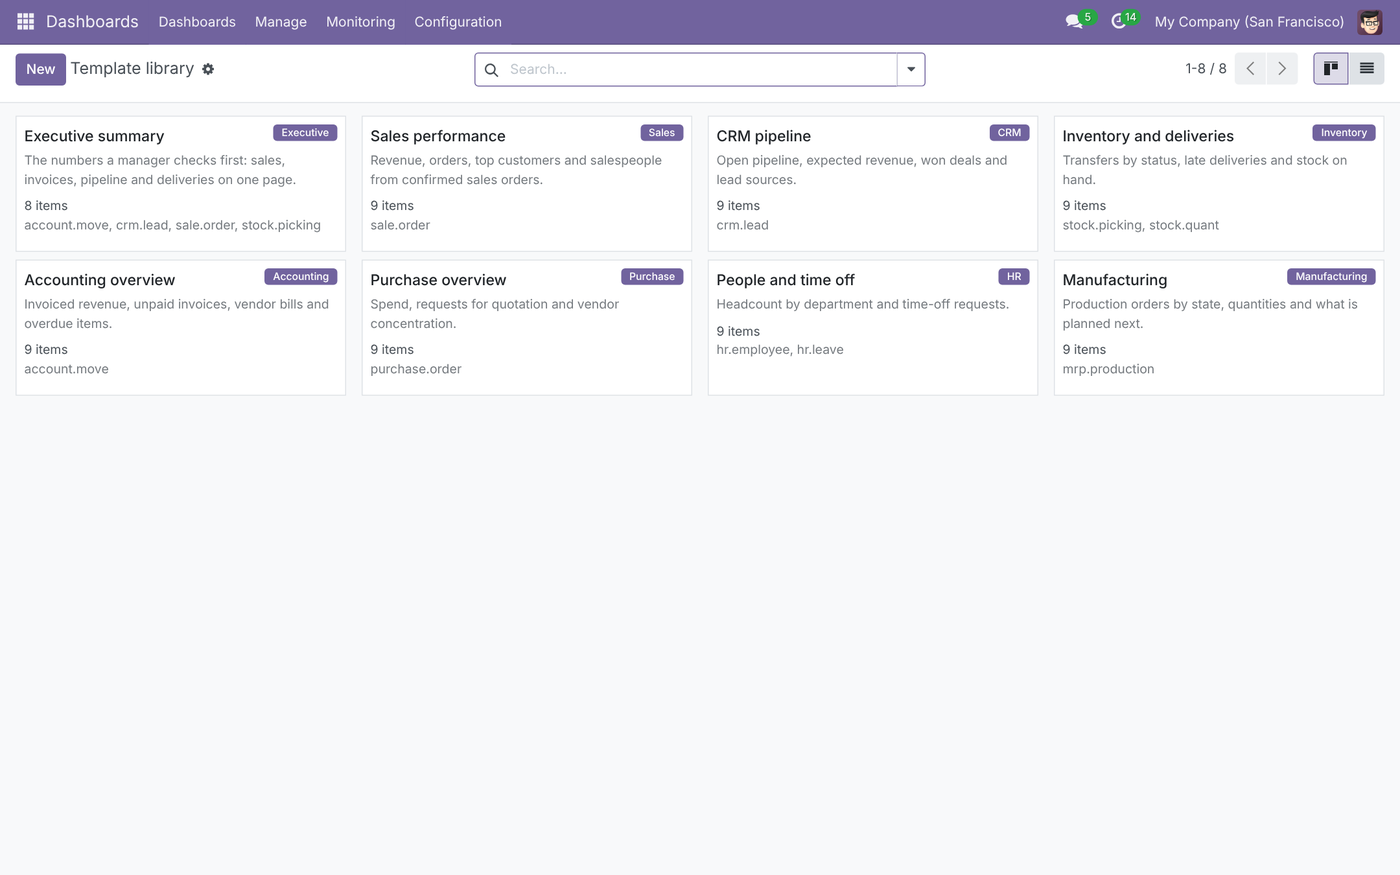 Dashboards Dashboards Manage Monitoring Configuration 5 14 My Company (San Francisco)
New Template library Search... 1-8 / 8
Executive summary Executive
The numbers a manager checks first: sales,
invoices, pipeline and deliveries on one page.
8 items
account.move, crm.lead, sale.order, stock.picking
Sales performance Sales
Revenue, orders, top customers and salespeople
from confirmed sales orders.
9 items
sale.order
CRM pipeline CRM
Open pipeline, expected revenue, won deals and
lead sources.
9 items
crm.lead
Inventory and deliveries Inventory
Transfers by status, late deliveries and stock on
hand.
9 items
stock.picking, stock.quant
Accounting overview Accounting
Invoiced revenue, unpaid invoices, vendor bills and
overdue items.
9 items
account.move
Purchase overview Purchase
Spend, requests for quotation and vendor
concentration.
9 items
purchase.order
People and time off HR
Headcount by department and time-off requests.
9 items
hr.employee, hr.leave
Manufacturing Manufacturing
Production orders by state, quantities and what is
planned next.
9 items
mrp.production